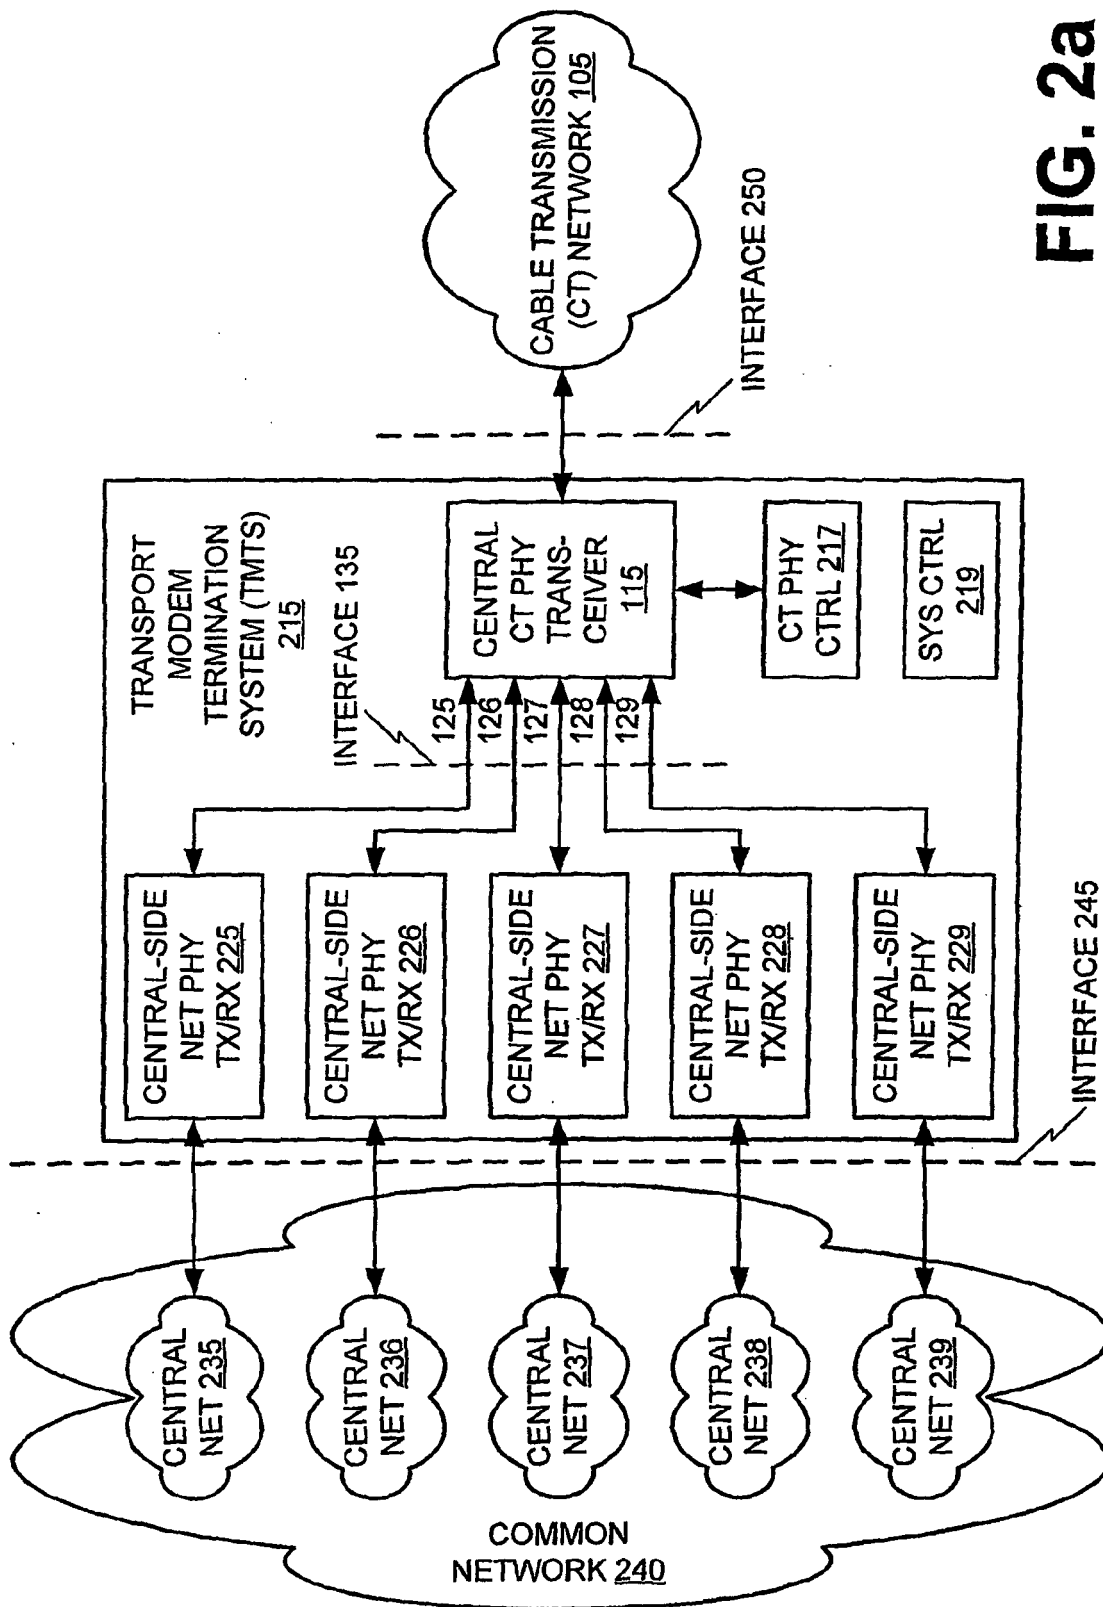 COMMON
NETWORK 240
CENTRAL
NET 235
CENTRAL
NET 236
CENTRAL
NET 237
CENTRAL
NET 238
CENTRAL
NET 239
INTERFACE 245
CENTRAL-SIDE
NET PHY
TX/RX 225
CENTRAL-SIDE
NET PHY
TX/RX 226
CENTRAL-SIDE
NET PHY
TX/RX 227
CENTRAL-SIDE
NET PHY
TX/RX 228
CENTRAL-SIDE
NET PHY
TX/RX 229
TRANSPORT
MODEM
TERMINATION
SYSTEM (TMTS)
215
INTERFACE 135
125
126
127
128
129
CENTRAL
CT PHY
TRANS-
CEIVER
115
CT PHY
CTRL 217
SYS CTRL
219
INTERFACE 250
CABLE TRANSMISSION
(CT) NETWORK 105
FIG. 2a